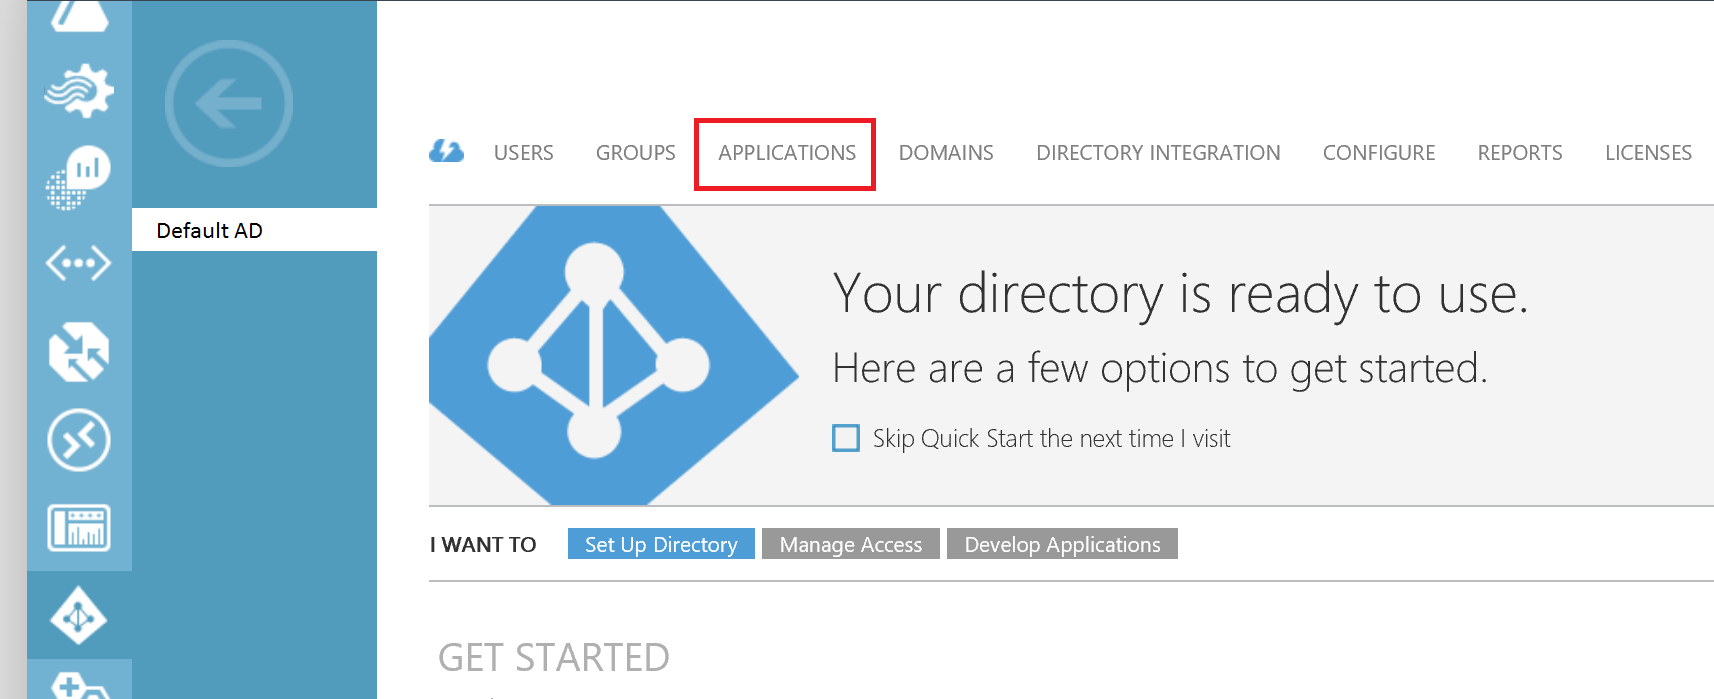 USERS GROUPS APPLICATIONS DOMAINS DIRECTORY INTEGRATION CONFIGURE REPORTS LICENSES
Default AD
Your directory is ready to use.
Here are a few options to get started.
Skip Quick Start the next time I visit
I WANT TO Set Up Directory Manage Access Develop Applications
GET STARTED